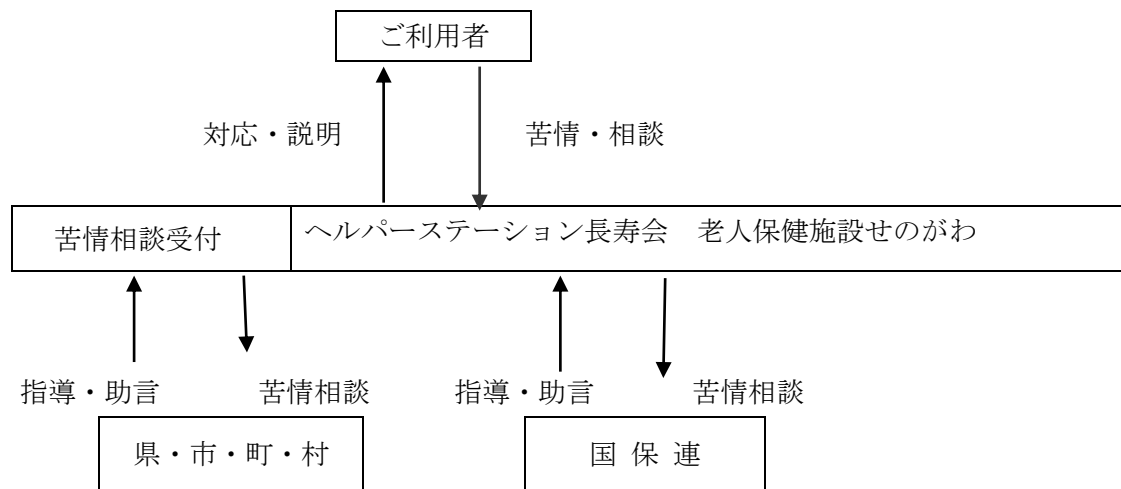 ご利用者
対応・説明　苦情・相談
苦情相談受付　ヘルパーステーション長寿会　老人保健施設せのがわ
指導・助言　苦情相談　指導・助言　苦情相談
県・市・町・村　国 保 連